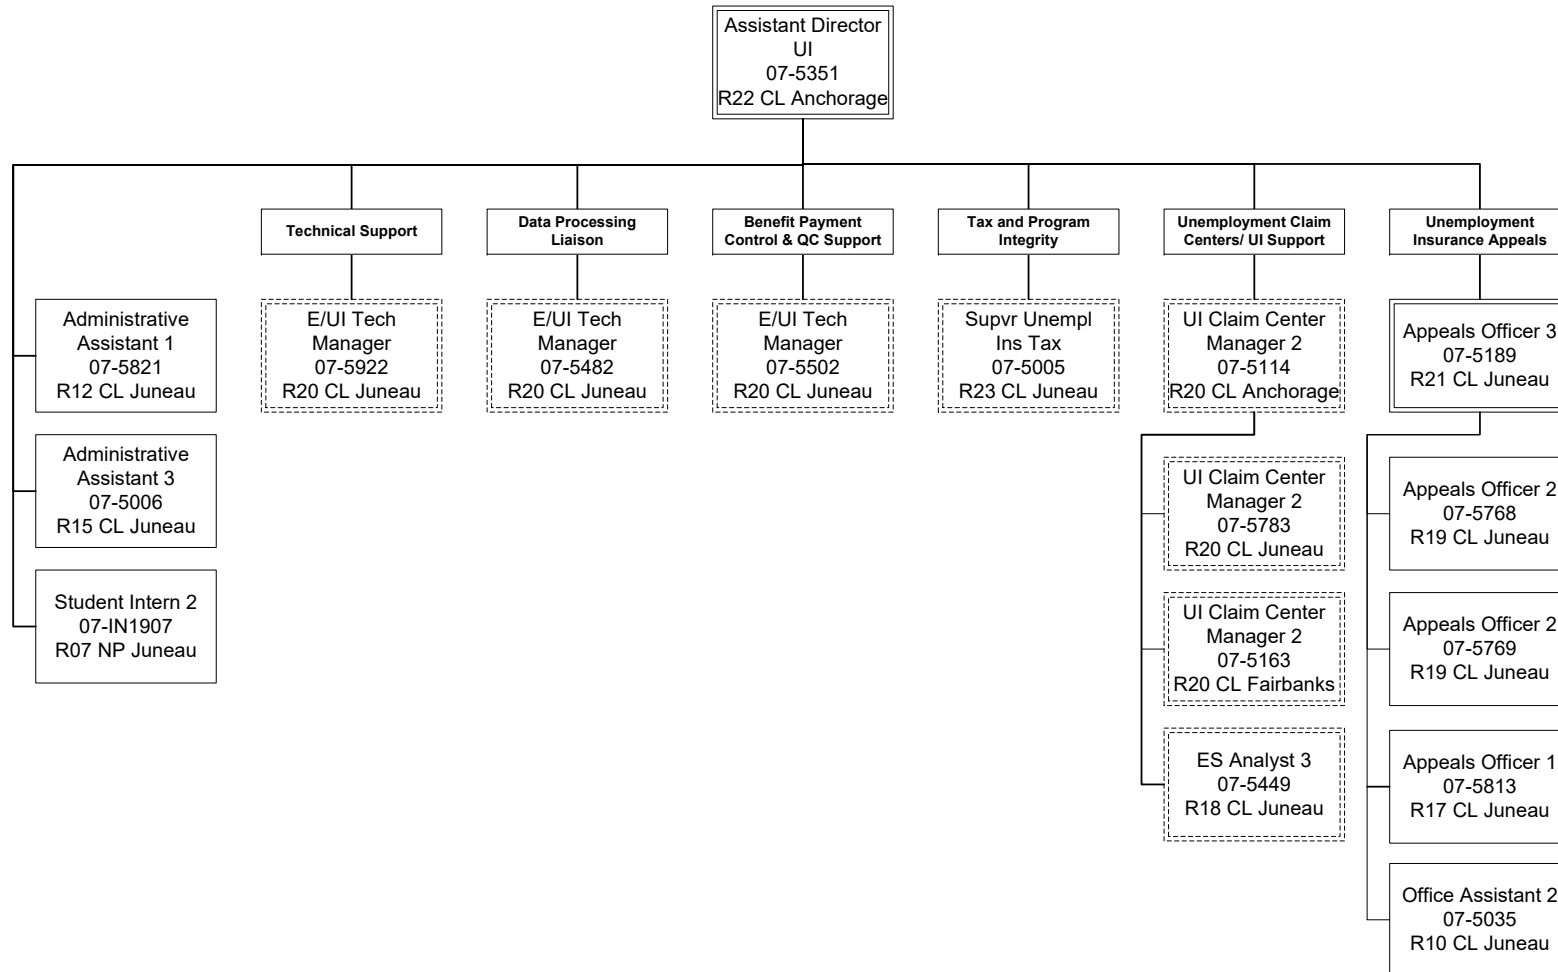 Assistant Director
UI
07-5351
R22 CL Anchorage
Technical Support
Data Processing
Liaison
Benefit Payment
Control & QC Support
Tax and Program
Integrity
Unemployment Claim
Centers/ UI Support
Unemployment
Insurance Appeals
Administrative
Assistant 1
07-5821
R12 CL Juneau
E/UI Tech
Manager
07-5922
R20 CL Juneau
E/UI Tech
Manager
07-5482
R20 CL Juneau
E/UI Tech
Manager
07-5502
R20 CL Juneau
Supvr Unempl
Ins Tax
07-5005
R23 CL Juneau
UI Claim Center
Manager 2
07-5114
R20 CL Anchorage
Appeals Officer 3
07-5189
R21 CL Juneau
Administrative
Assistant 3
07-5006
R15 CL Juneau
UI Claim Center
Manager 2
07-5783
R20 CL Juneau
Appeals Officer 2
07-5768
R19 CL Juneau
Student Intern 2
07-IN1907
R07 NP Juneau
UI Claim Center
Manager 2
07-5163
R20 CL Fairbanks
Appeals Officer 2
07-5769
R19 CL Juneau
ES Analyst 3
07-5449
R18 CL Juneau
Appeals Officer 1
07-5813
R17 CL Juneau
Office Assistant 2
07-5035
R10 CL Juneau